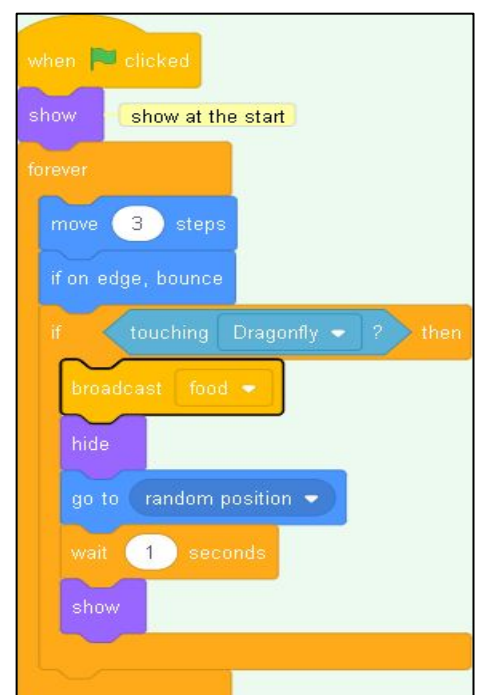 when clicked
show show at the start
forever
move 3 steps
if on edge, bounce
if touching Dragonfly ? then
broadcast food
hide
go to random position
wait 1 seconds
show